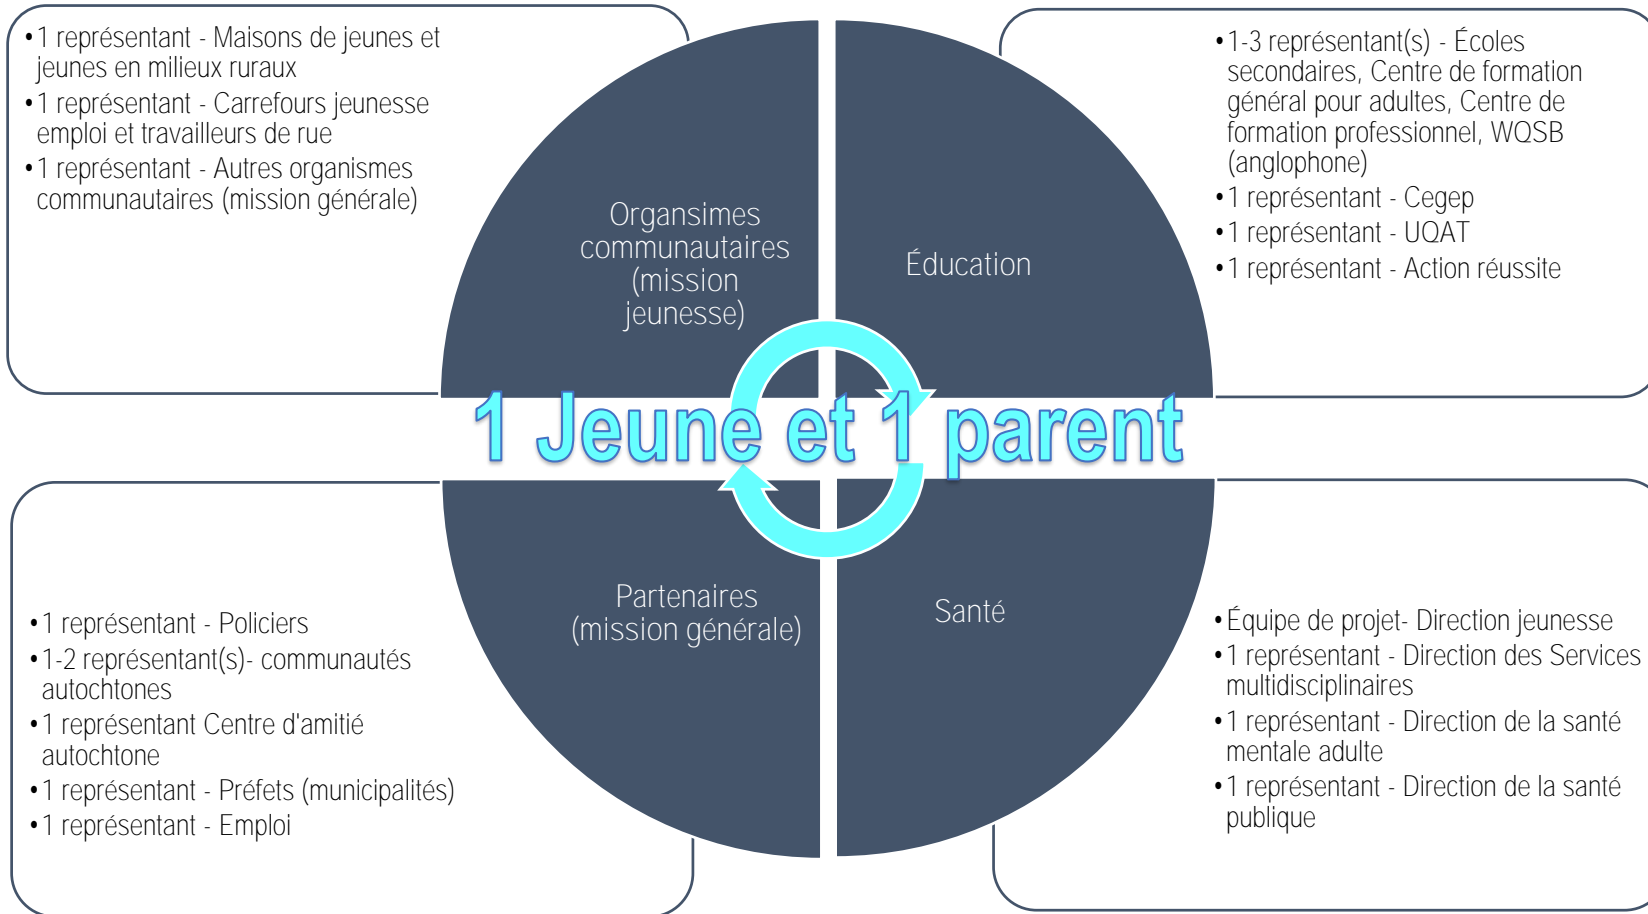 •1 représentant - Maisons de jeunes et
jeunes en milieux ruraux
•1 représentant - Carrefours jeunesse
emploi et travailleurs de rue
•1 représentant - Autres organismes
communautaires (mission générale)
•1-3 représentant(s) - Écoles
secondaires, Centre de formation
général pour adultes, Centre de
formation professionnel, WQSB
(anglophone)
•1 représentant - Cegep
•1 représentant - UQAT
•1 représentant - Action réussite
Organsimes
communautaires
(mission
jeunesse)
Éducation
1 Jeune et 1 parent
Partenaires
(mission générale)
Santé
•1 représentant - Policiers
•1-2 représentant(s)- communautés
autochtones
•1 représentant Centre d'amitié
autochtone
•1 représentant - Préfets (municipalités)
•1 représentant - Emploi
•Équipe de projet- Direction jeunesse
•1 représentant - Direction des Services
multidisciplinaires
•1 représentant - Direction de la santé
mentale adulte
•1 représentant - Direction de la santé
publique